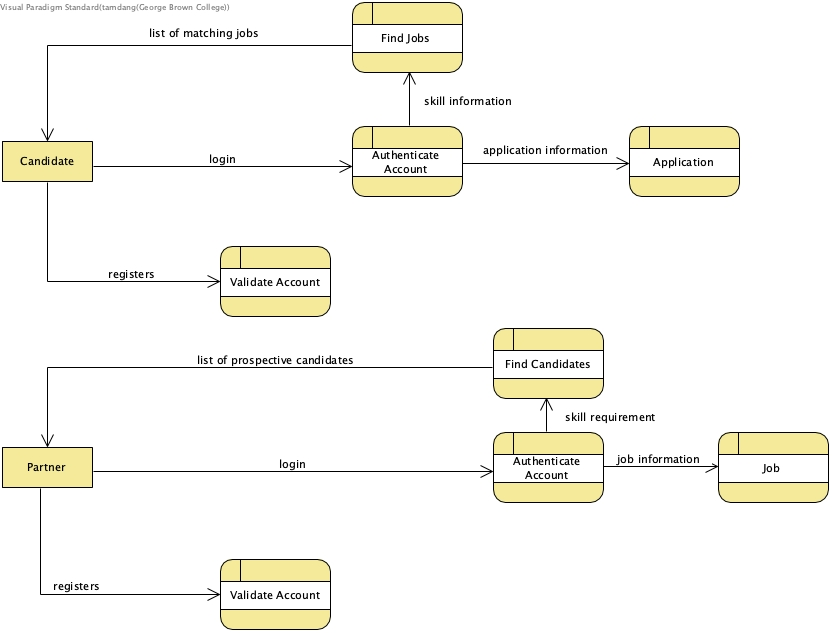 Visual Paradigm Standard(tamdang(George Brown College))
list of matching jobs
Find Jobs
skill information
Candidate
login
Authenticate
Account
application information
Application
registers
Validate Account
list of prospective candidates
Find Candidates
skill requirement
Partner
login
Authenticate
Account
job information
Job
registers
Validate Account